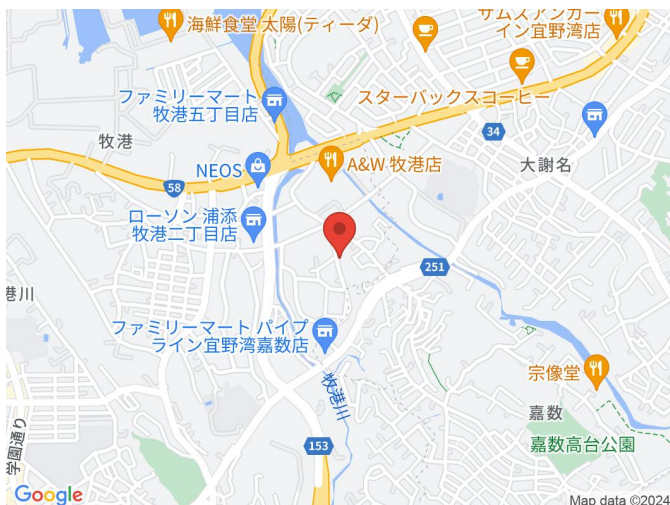 海鮮食堂 太陽(ティーダ)
サムズアンカー
イン宜野湾店
ファミリーマート
牧港五丁目店
スターバックスコーヒー
34
牧港
大謝名
NEOS
A&W 牧港店
58
ローソン 浦添
牧港二丁目店
251
港川
ファミリーマート パイプ
ライン宜野湾嘉数店
宗像堂
牧港川
嘉数
153
嘉数高台公園
学園通り
Google
Map data ©2024